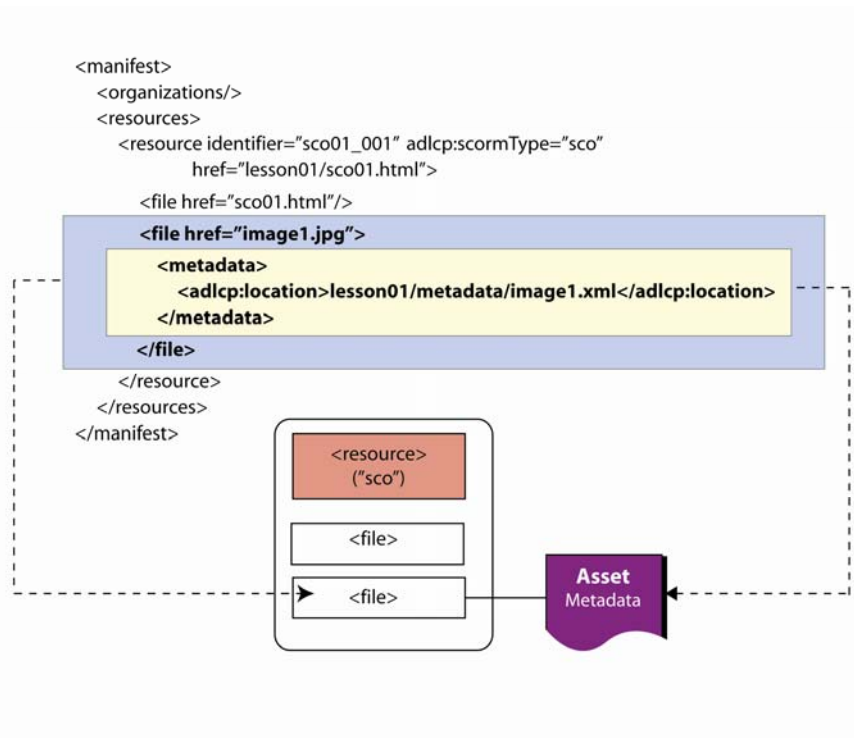 <manifest>
<organizations/>
<resources>
<resource identifier="sco01_001" adlcp:scormType="sco"
href="lesson01/sco01.html">
<file href="sco01.html"/>
<file href="image1.jpg">
<metadata>
<adlcp:location>lesson01/metadata/image1.xml</adlcp:location>
</metadata>
</file>
</resource>
</resources>
</manifest>
<resource>
("sco")
<file>
<file>
Asset
Metadata